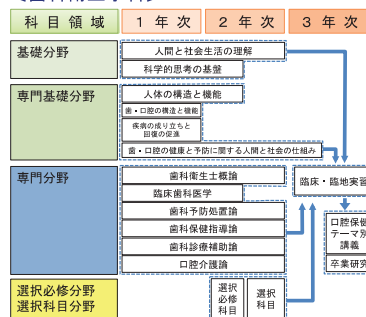 科目領域
1年次
2年次
3年次
基礎分野
人間と社会生活の理解
科学的思考の基盤
専門基礎分野
人体の構造と機能
歯・口腔の構造と機能
疾病の成り立ちと
回復の促進
歯・口腔の健康と予防に関する人間と社会の仕組み
専門分野
歯科衛生士概論
臨床歯科医学
歯科予防処置論
歯科保健指導論
歯科診療補助論
口腔介護論
臨床・臨地実習
口腔保健
テーマ別
講義
卒業研究
選択必修分野
選択科目分野
選択
必修
科目
選択
科目